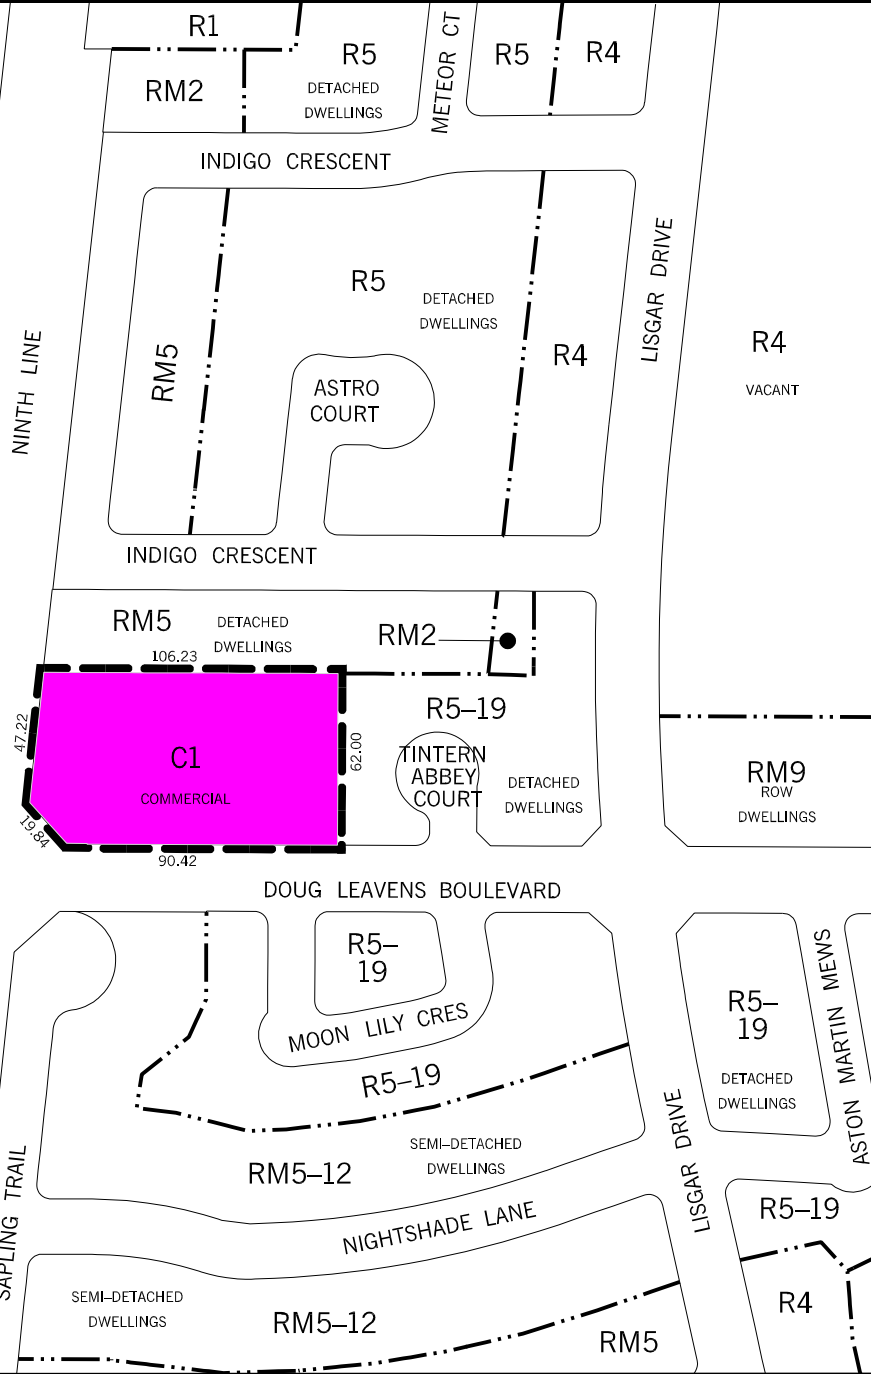 R1
R5
METEOR CT
R5
R4
RM2
DETACHED
DWELLINGS
INDIGO CRESCENT
LISGAR DRIVE
R5
DETACHED
DWELLINGS
NINTH LINE
RM5
R4
R4
VACANT
ASTRO
COURT
INDIGO CRESCENT
RM5
DETACHED
DWELLINGS
RM2
106.23
R5–19
47.22
C1
COMMERCIAL
62.00
TINTERN
ABBEY
COURT
DETACHED
DWELLINGS
RM9
ROW
DWELLINGS
19.84
90.42
DOUG LEAVENS BOULEVARD
R5–
19
MOON LILY CRES
R5–19
R5–
19
DETACHED
DWELLINGS
ASTON MARTIN MEWS
SEMI–DETACHED
DWELLINGS
RM5–12
LISGAR DRIVE
SAPLING TRAIL
NIGHTSHADE LANE
R5–19
SEMI–DETACHED
DWELLINGS
RM5–12
RM5
R4